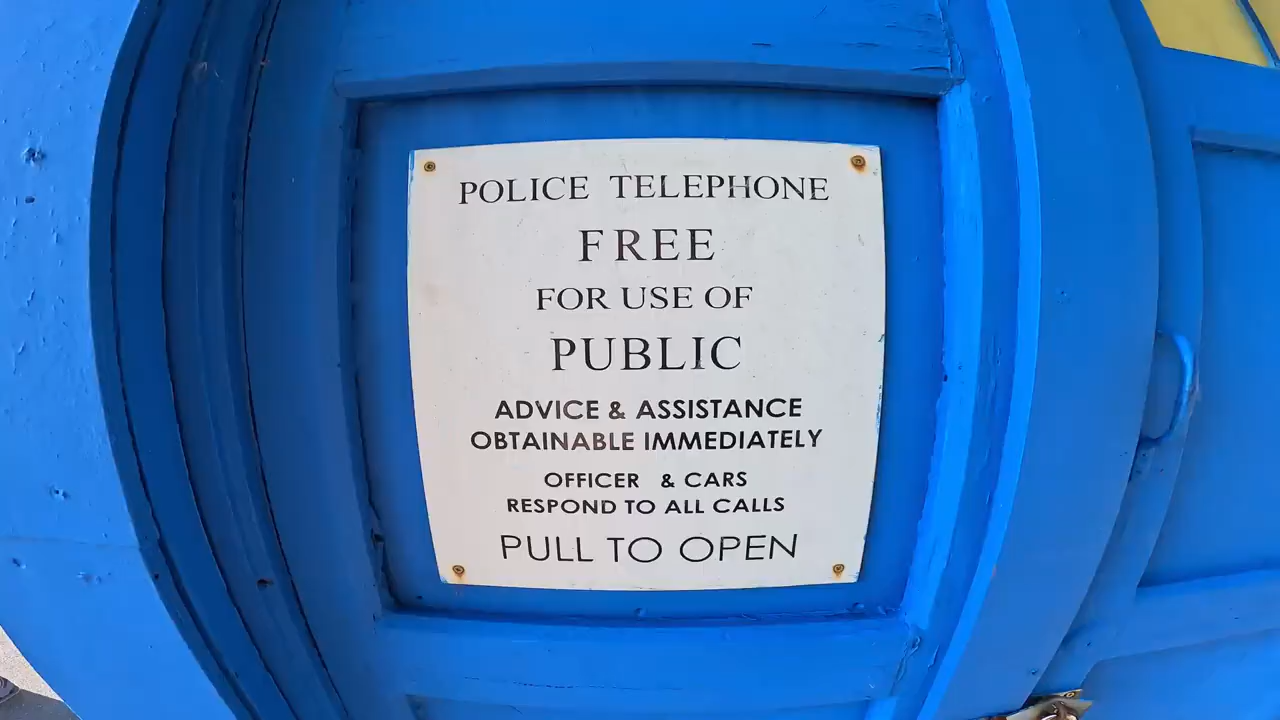 POLICE TELEPHONE
FREE
FOR USE OF
PUBLIC
ADVICE & ASSISTANCE
OBTAINABLE IMMEDIATELY
OFFICER & CARS
RESPOND TO ALL CALLS
PULL TO OPEN